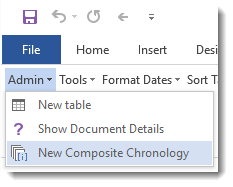 File Home Insert Desi
Admin Tools Format Dates Sort T
New table
? Show Document Details
New Composite Chronology